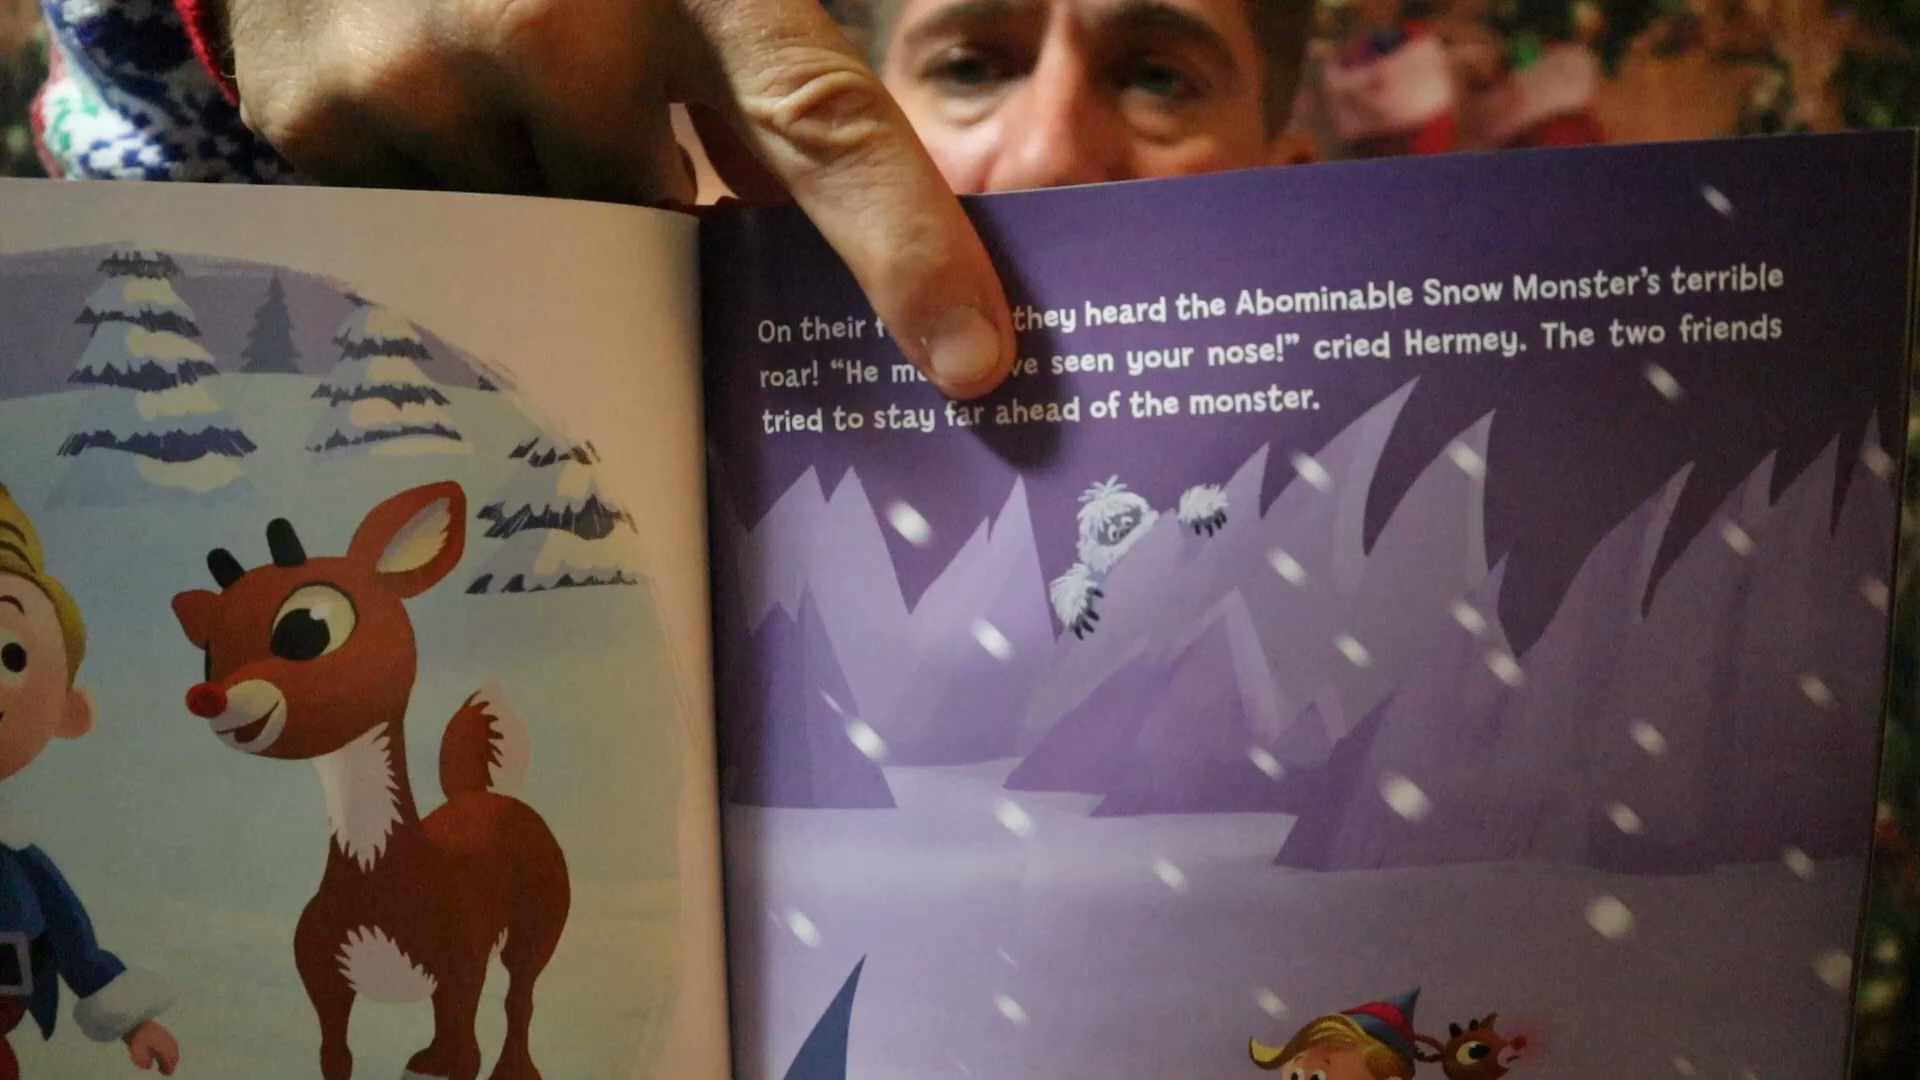 On their they heard the Abominable Snow Monster's terrible
roar! "He seen your nose!" cried Hermey. The two friends
tried to stay far ahead of the monster.